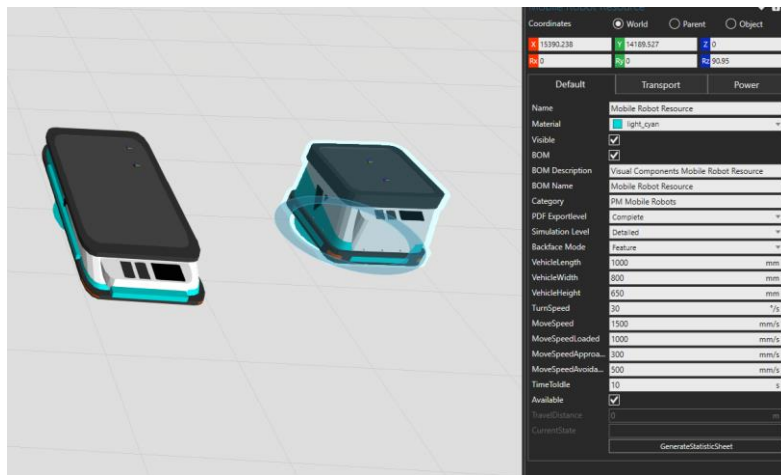 Mobile Robot Resource
Coordinates World Parent Object
X 15390.238 Y 14189.527 Z 0
Rx 0 Ry 0 Rz 90.95
Default Transport Power
Name Mobile Robot Resource
Material light_cyan
Visible
BOM
BOM Description Visual Components Mobile Robot Resource
BOM Name Mobile Robot Resource
Category PM Mobile Robots
PDF Exportlevel Complete
Simulation Level Detailed
Backface Mode Feature
VehicleLength 1000 mm
VehicleWidth 800 mm
VehicleHeight 650 mm
TurnSpeed 30 °/s
MoveSpeed 1500 mm/s
MoveSpeedLoaded 1000 mm/s
MoveSpeedApproa... 300 mm/s
MoveSpeedAvoida... 500 mm/s
TimeToIdle 10 s
Available
TravelDistance 0 m
CurrentState
GenerateStatisticSheet